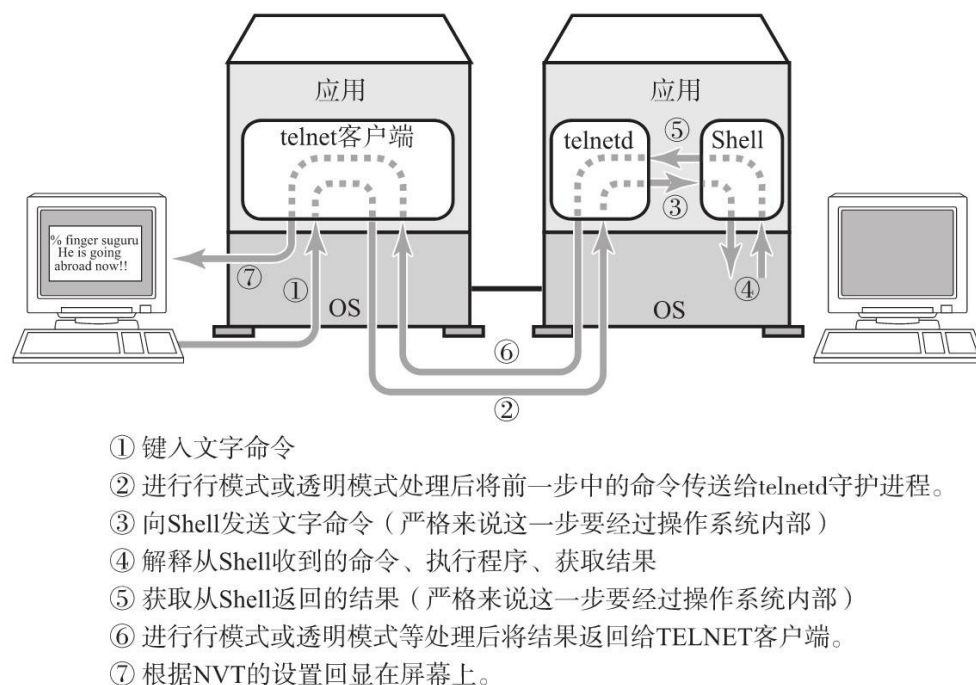 应用
应用
telnet客户端
telnetd
⑤
Shell
③
% finger suguru
He is going
abroad now!!
⑦
①
④
OS
OS
⑥
②
① 键入文字命令
② 进行行模式或透明模式处理后将前一步中的命令传送给telnetd守护进程。
③ 向Shell发送文字命令（严格来说这一步要经过操作系统内部）
④ 解释从Shell收到的命令、执行程序、获取结果
⑤ 获取从Shell返回的结果（严格来说这一步要经过操作系统内部）
⑥ 进行行模式或透明模式等处理后将结果返回给TELNET客户端。
⑦ 根据NVT的设置回显在屏幕上。